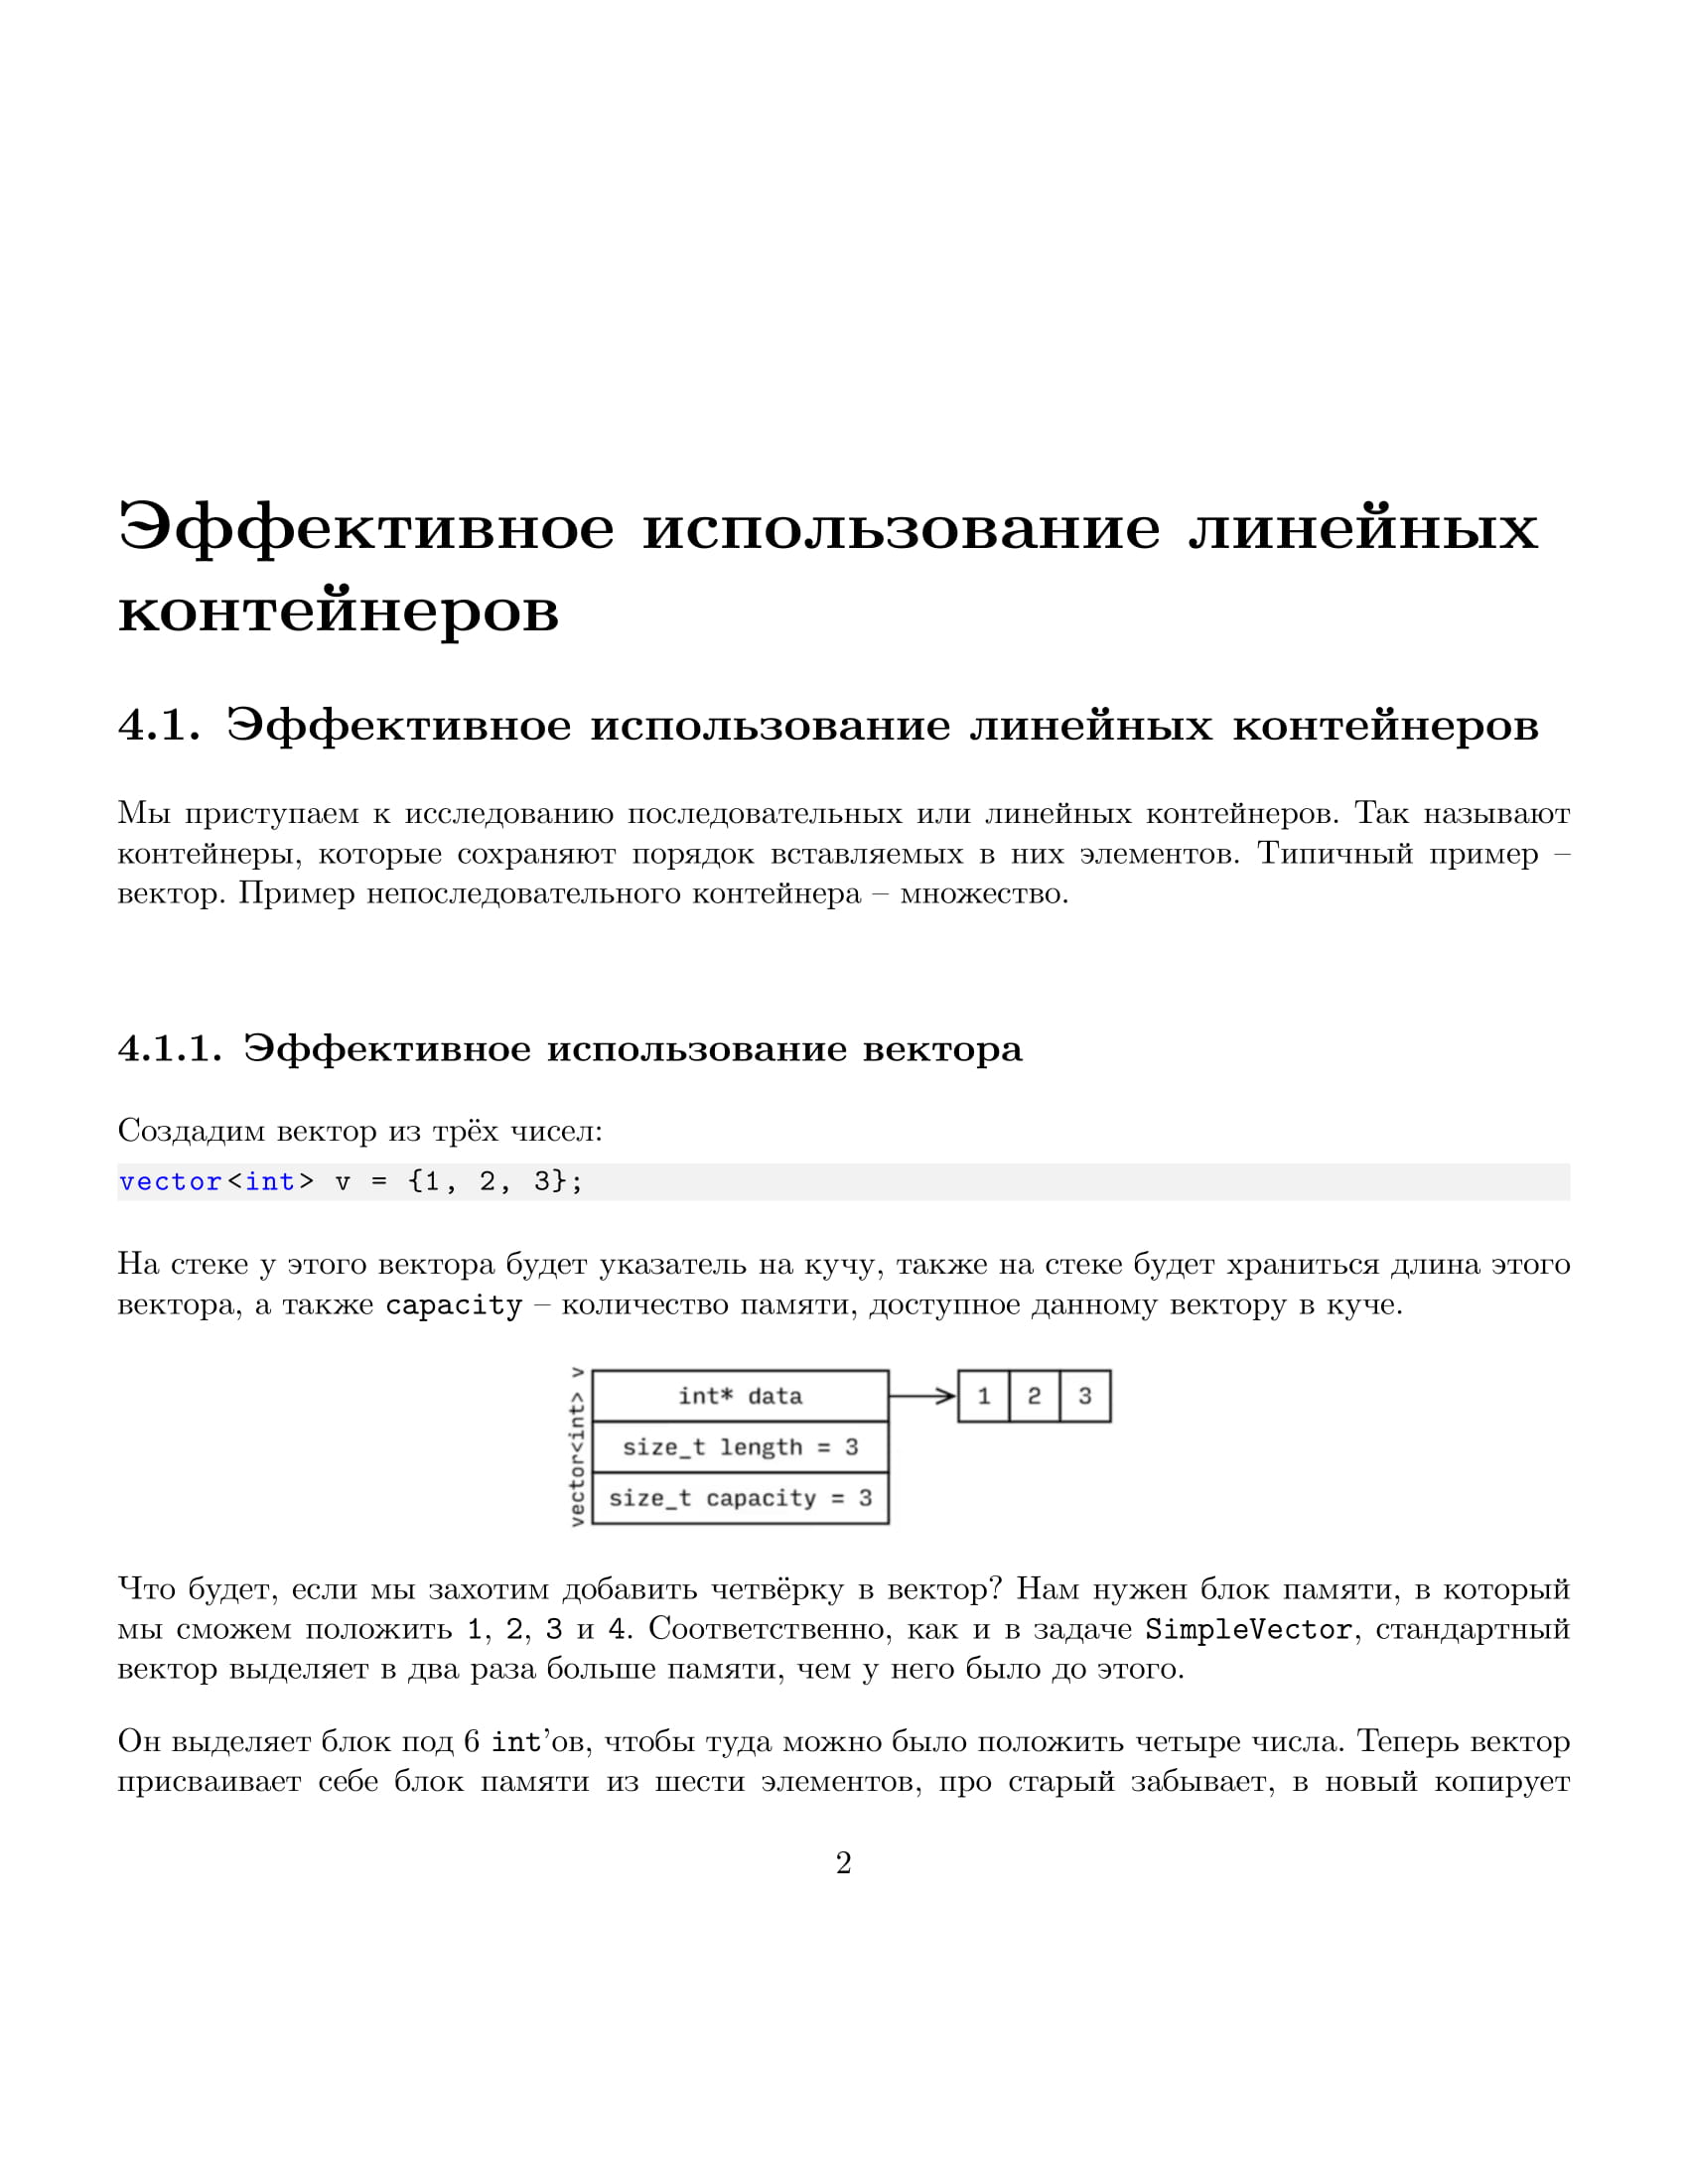 Эффективное использование линейных
контейнеров
4.1. Эффективное использование линейных контейнеров
Мы приступаем к исследованию последовательных или линейных контейнеров. Так называют
контейнеры, которые сохраняют порядок вставляемых в них элементов. Типичный пример –
вектор. Пример непоследовательного контейнера – множество.
4.1.1. Эффективное использование вектора
Создадим вектор из трёх чисел:
vector<int> v = {1, 2, 3};
На стеке у этого вектора будет указатель на кучу, также на стеке будет храниться длина этого
вектора, а также capacity – количество памяти, доступное данному вектору в куче.
vector<int> >
int* data
1 2 3
size_t length = 3
size_t capacity = 3
Что будет, если мы захотим добавить четвёрку в вектор? Нам нужен блок памяти, в который
мы сможем положить 1, 2, 3 и 4. Соответственно, как и в задаче SimpleVector, стандартный
вектор выделяет в два раза больше памяти, чем у него было до этого.
Он выделяет блок под 6 int'ов, чтобы туда можно было положить четыре числа. Теперь вектор
присваивает себе блок памяти из шести элементов, про старый забывает, в новый копирует
2